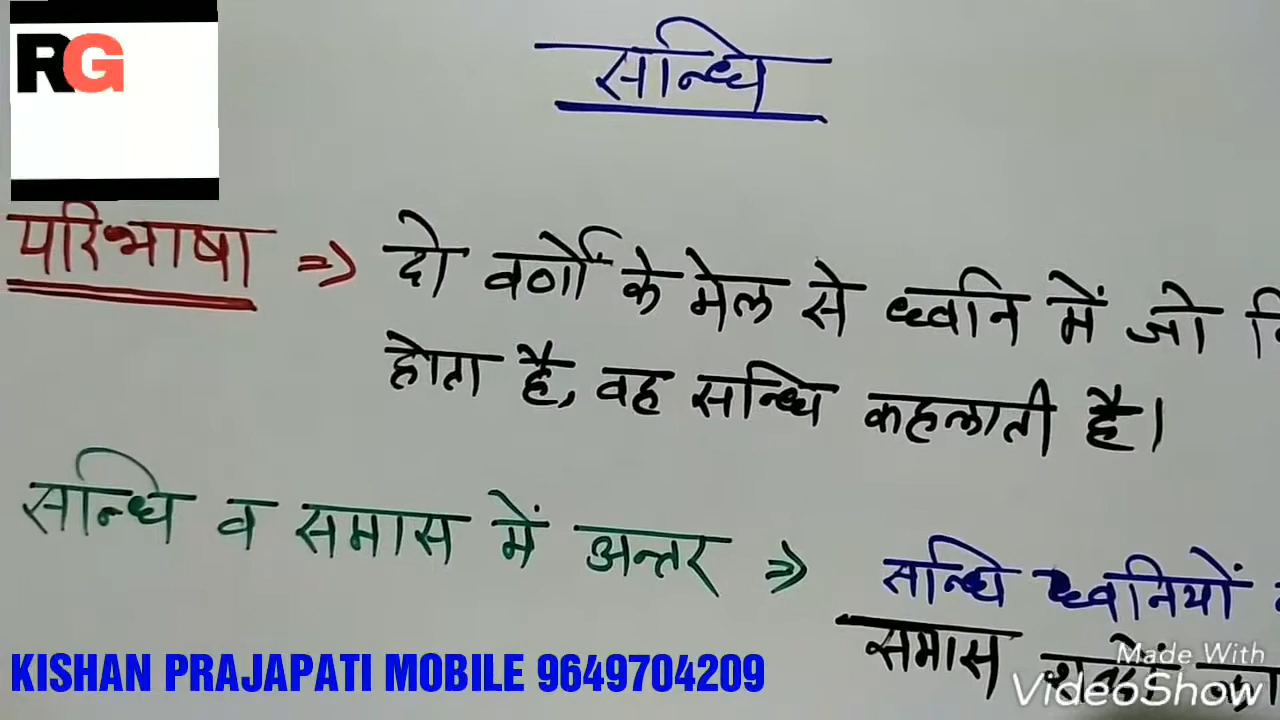 RG
सन्धि
परिभाषा ⇒ दो वर्णों के मेल से ध्वनि में जो
होता है, वह सन्धि कहलाती है।
सन्धि व समास में अन्तर ⇒ सन्धि ध्वनियों
समास शब्दों का
KISHAN PRAJAPATI MOBILE 9649704209
Made With
VideoShow